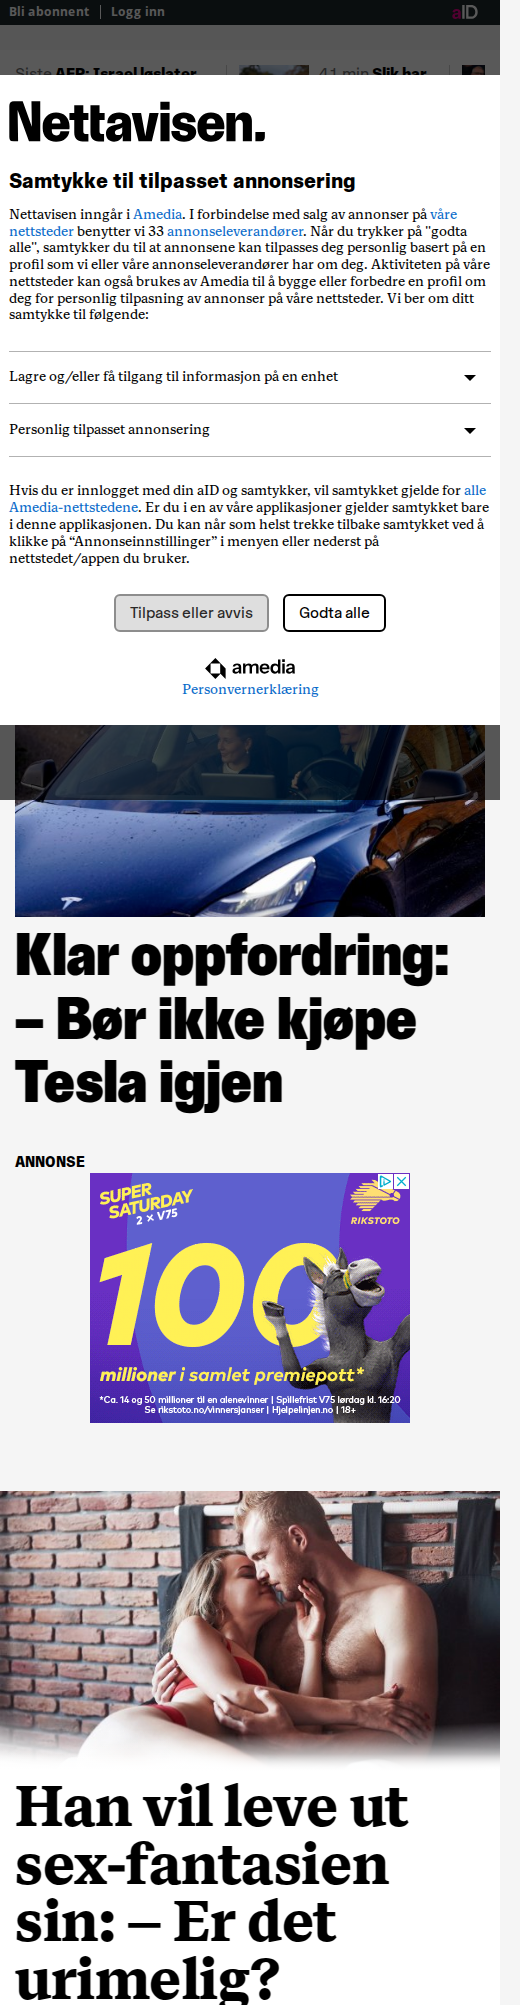 Bli abonnent | Logg inn
aID
Siste AFP: Israel løslater
41 min Slik har
Nettavisen.
Samtykke til tilpasset annonsering
Nettavisen inngår i Amedia. I forbindelse med salg av annonser på våre
nettsteder benytter vi 33 annonseleverandører. Når du trykker på "godta
alle", samtykker du til at annonsene kan tilpasses deg personlig basert på en
profil som vi eller våre annonseleverandører har om deg. Aktiviteten på våre
nettsteder kan også brukes av Amedia til å bygge eller forbedre en profil om
deg for personlig tilpasning av annonser på våre nettsteder. Vi ber om ditt
samtykke til følgende:
Lagre og/eller få tilgang til informasjon på en enhet
Personlig tilpasset annonsering
Hvis du er innlogget med din aID og samtykker, vil samtykket gjelde for alle
Amedia-nettstedene. Er du i en av våre applikasjoner gjelder samtykket bare
i denne applikasjonen. Du kan når som helst trekke tilbake samtykket ved å
klikke på “Annonseinnstillinger” i menyen eller nederst på
nettstedet/appen du bruker.
Tilpass eller avvis
Godta alle
amedia
Personvernerklæring
Klar oppfordring:
– Bør ikke kjøpe
Tesla igjen
ANNONSE
SUPER
SATURDAY
2 x V75
RIKSTOTO
100
millioner i samlet premiepott*
*Ca. 14 og 50 millioner til en alenevinner | Spillefrist V75 lørdag kl. 16:20
Se rikstoto.no/vinnersjanser | Hjelpelinjen.no | 18+
Han vil leve ut
sex-fantasien
sin: – Er det
urimelig?